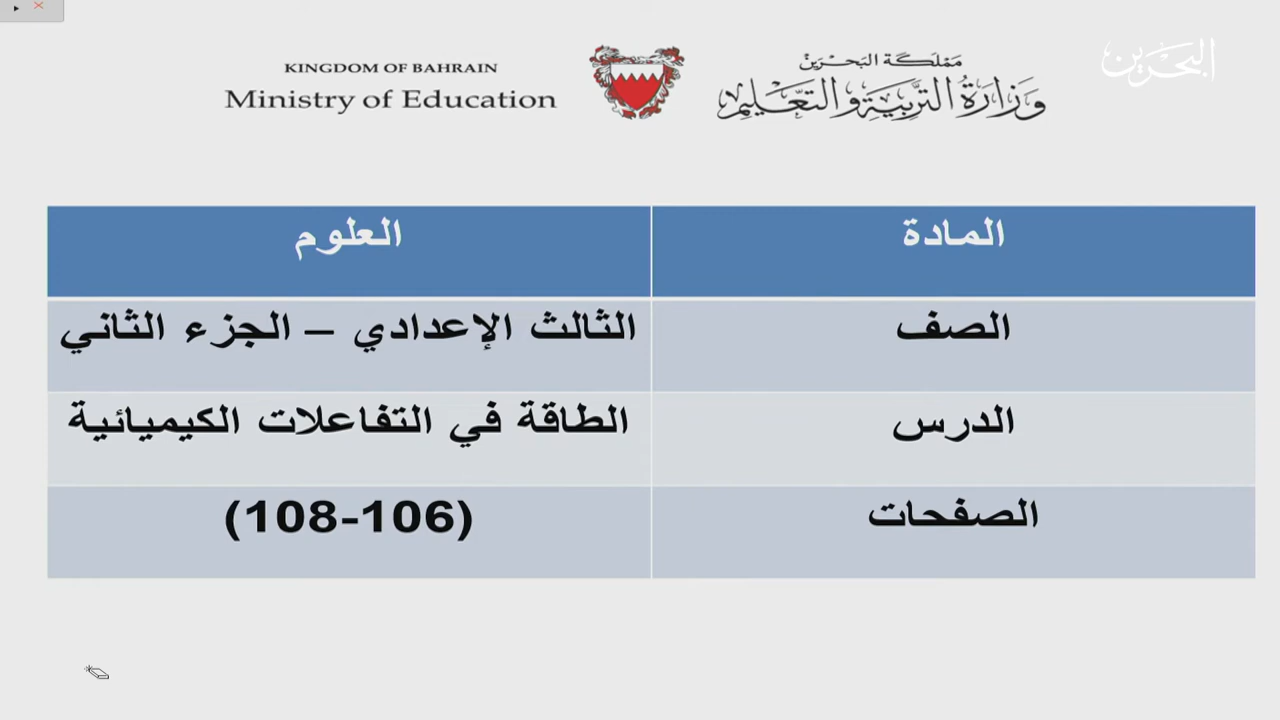 البحرين
مملكة البحرين
وزارة التربية والتعليم
KINGDOM OF BAHRAIN
Ministry of Education
المادة العلوم
الصف الثالث الإعدادي – الجزء الثاني
الدرس الطاقة في التفاعلات الكيميائية
الصفحات (108-106)